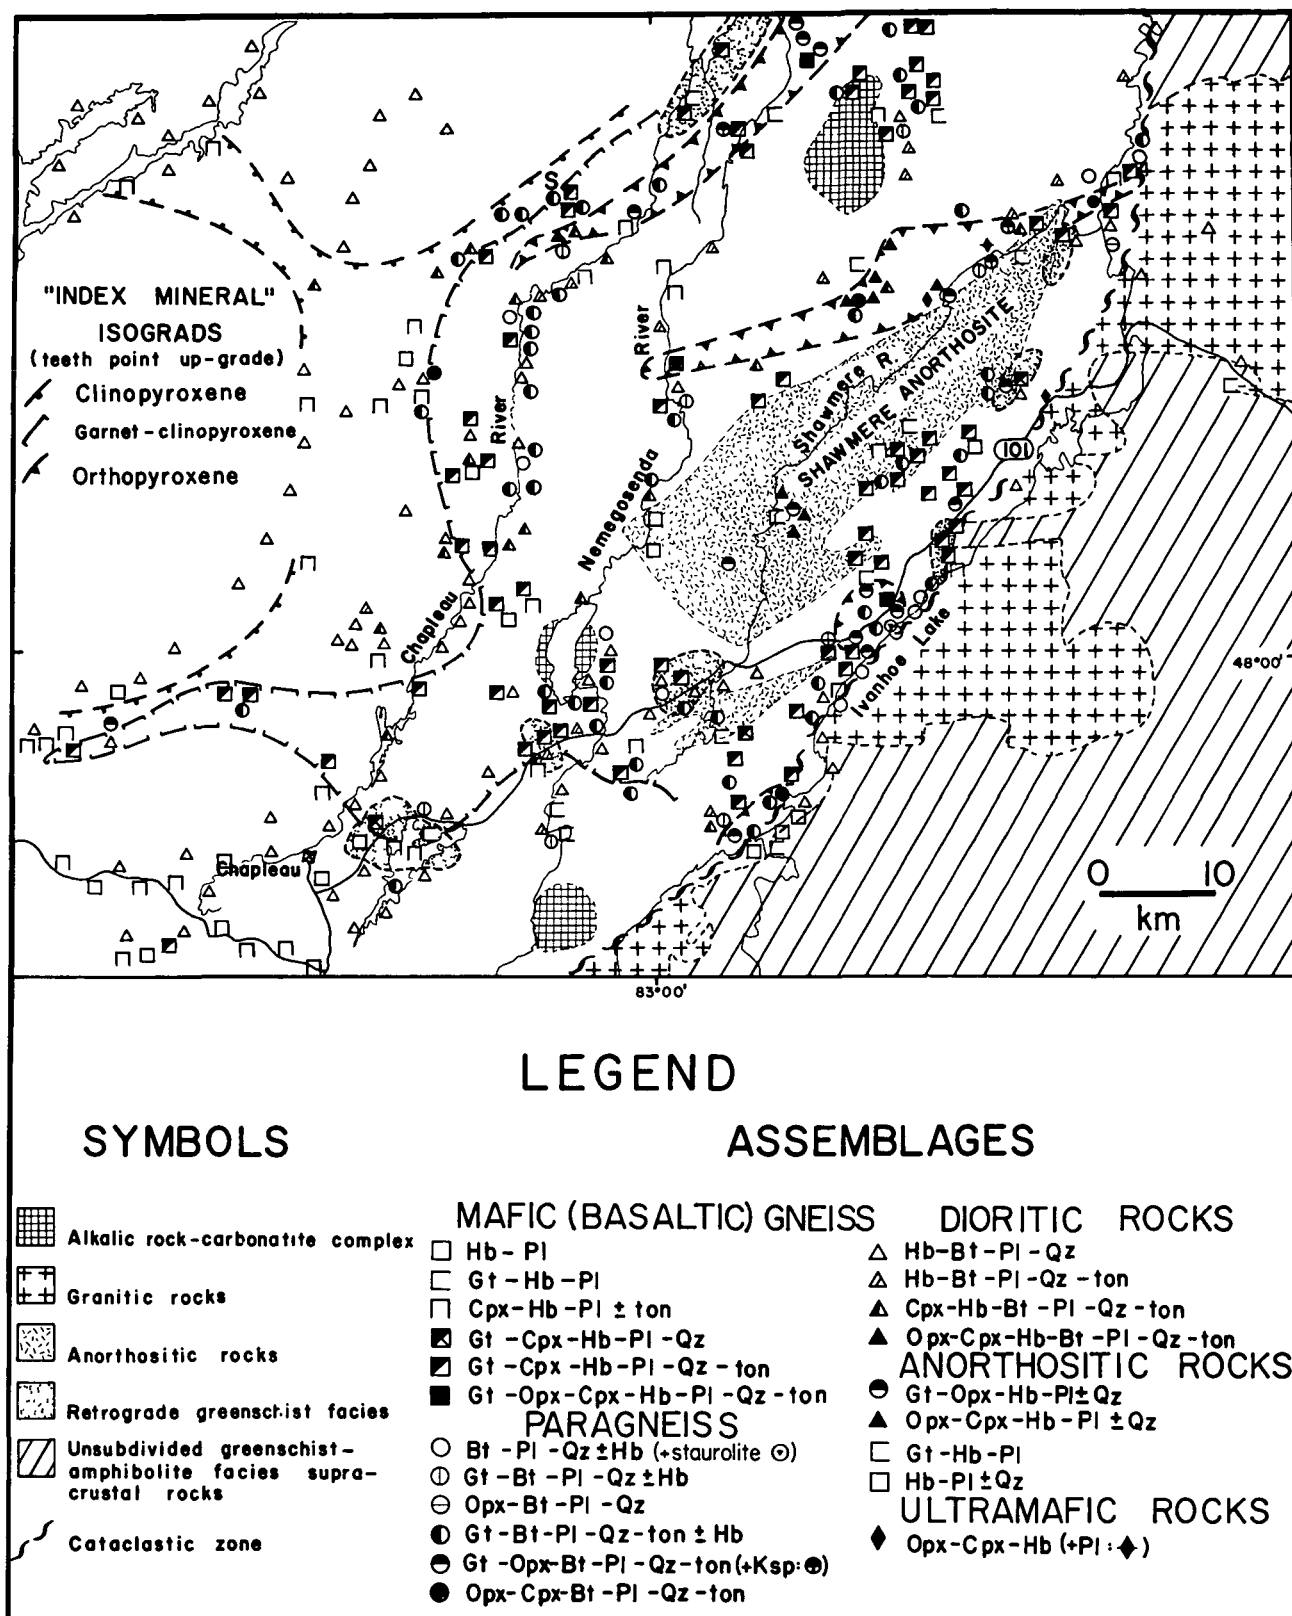 S
"INDEX MINERAL"
ISOGRADS
(teeth point up-grade)
Clinopyroxene
Garnet-clinopyroxene
Orthopyroxene
River
River
Nemegosenda
Chapleau
Chapleau
Shawmere R.
SHAWMERE ANORTHOSITE
101
Ivanhoe Lake
48°00'
0 10
km
83°00'
LEGEND
SYMBOLS
Alkalic rock-carbonatite complex
Granitic rocks
Anorthositic rocks
Retrograde greenschist facies
Unsubdivided greenschist-
amphibolite facies supra-
crustal rocks
Cataclastic zone
ASSEMBLAGES
MAFIC (BASALTIC) GNEISS
Hb-Pl
Gt-Hb-Pl
Cpx-Hb-Pl ± ton
Gt-Cpx-Hb-Pl-Qz
Gt-Cpx-Hb-Pl-Qz-ton
Gt-Opx-Cpx-Hb-Pl-Qz-ton
PARAGNEISS
Bt-Pl-Qz±Hb (+staurolite)
Gt-Bt-Pl-Qz±Hb
Opx-Bt-Pl-Qz
Gt-Bt-Pl-Qz-ton±Hb
Gt-Opx-Bt-Pl-Qz-ton(+Ksp:)
Opx-Cpx-Bt-Pl-Qz-ton
DIORITIC ROCKS
Hb-Bt-Pl-Qz
Hb-Bt-Pl-Qz-ton
Cpx-Hb-Bt-Pl-Qz-ton
Opx-Cpx-Hb-Bt-Pl-Qz-ton
ANORTHOSITIC ROCKS
Gt-Opx-Hb-Pl±Qz
Opx-Cpx-Hb-Pl±Qz
Gt-Hb-Pl
Hb-Pl±Qz
ULTRAMAFIC ROCKS
Opx-Cpx-Hb (+Pl:)